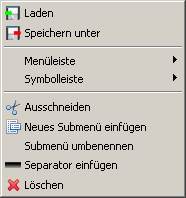 Laden
Speichern unter
Menüleiste
Symbolleiste
Ausschneiden
Neues Submenü einfügen
Submenü umbenennen
Separator einfügen
Löschen